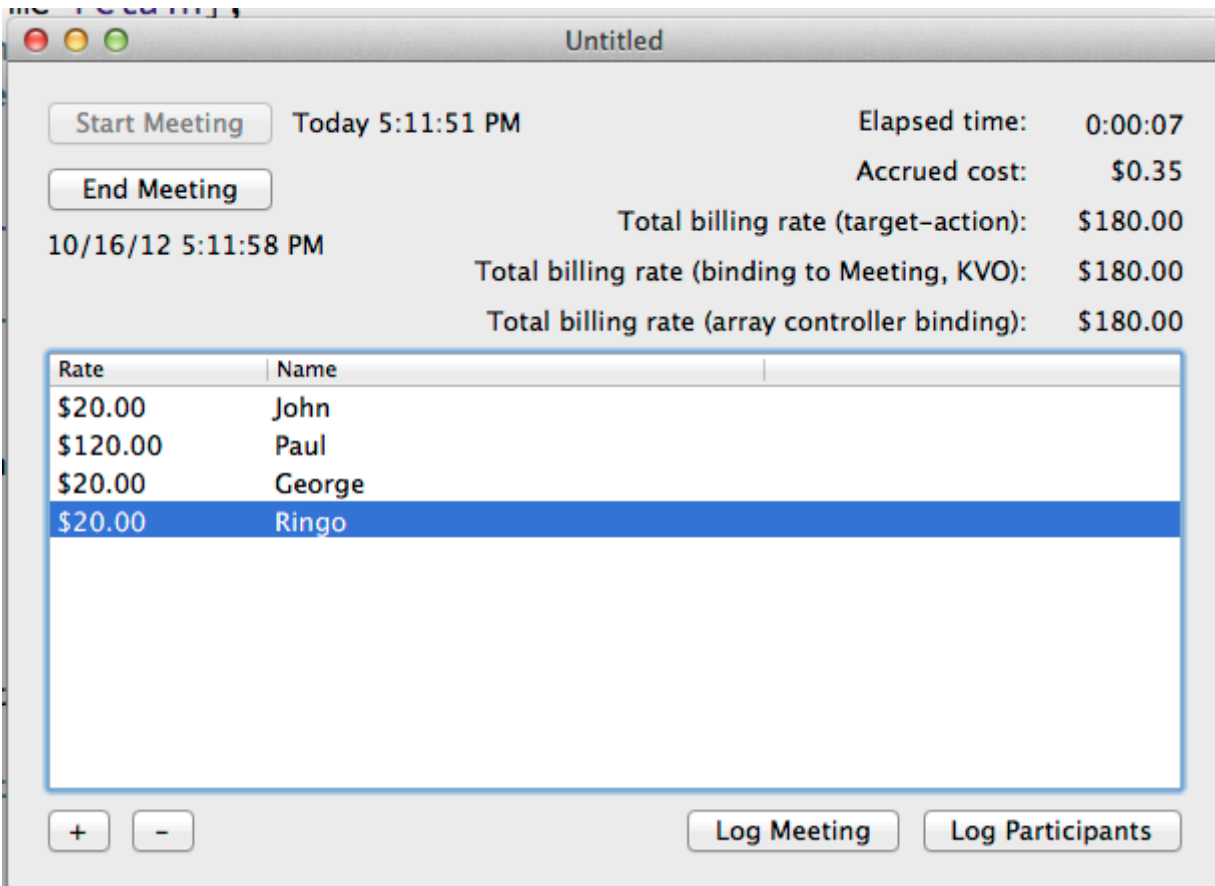 Untitled
Start Meeting Today 5:11:51 PM Elapsed time: 0:00:07
Accrued cost: $0.35
End Meeting
Total billing rate (target-action): $180.00
10/16/12 5:11:58 PM
Total billing rate (binding to Meeting, KVO): $180.00
Total billing rate (array controller binding): $180.00
Rate Name
$20.00 John
$120.00 Paul
$20.00 George
$20.00 Ringo
+ - Log Meeting Log Participants